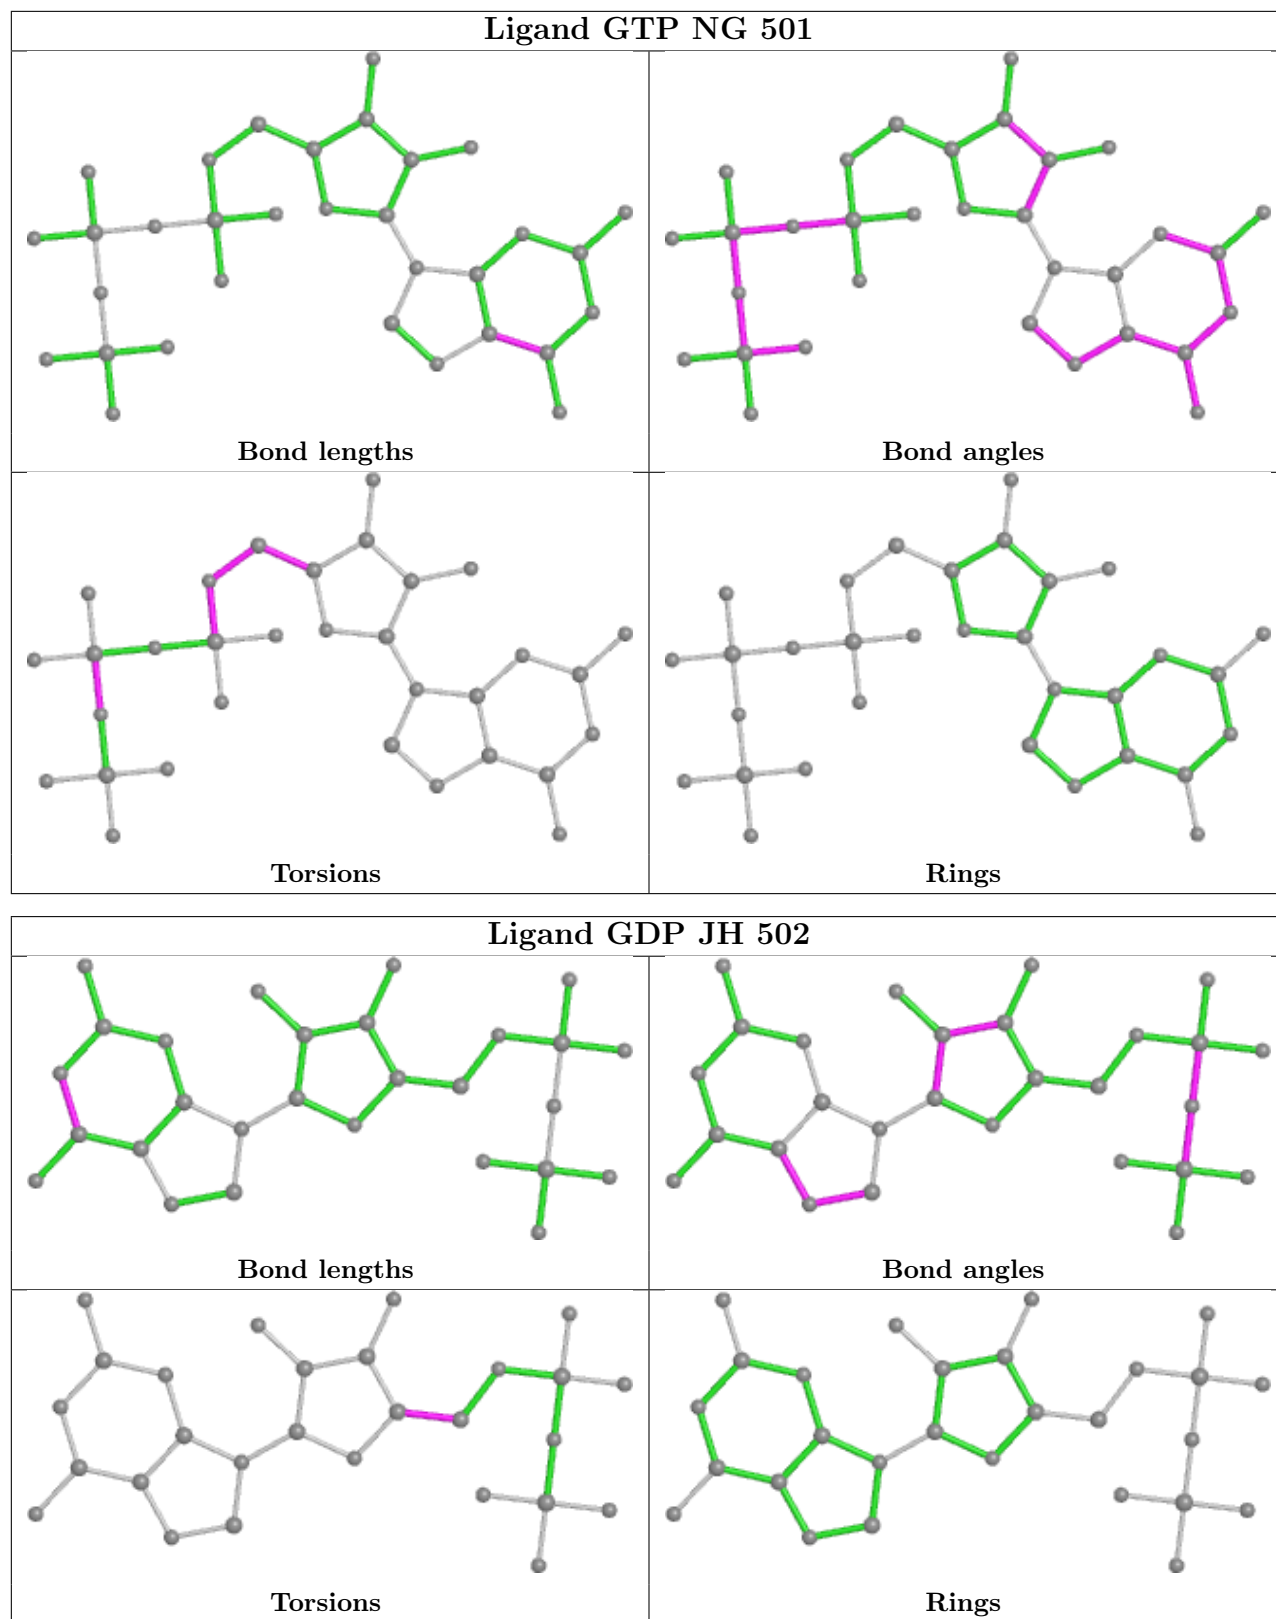 Ligand GTP NG 501
Bond lengths
Bond angles
Torsions
Rings
Ligand GDP JH 502
Bond lengths
Bond angles
Torsions
Rings